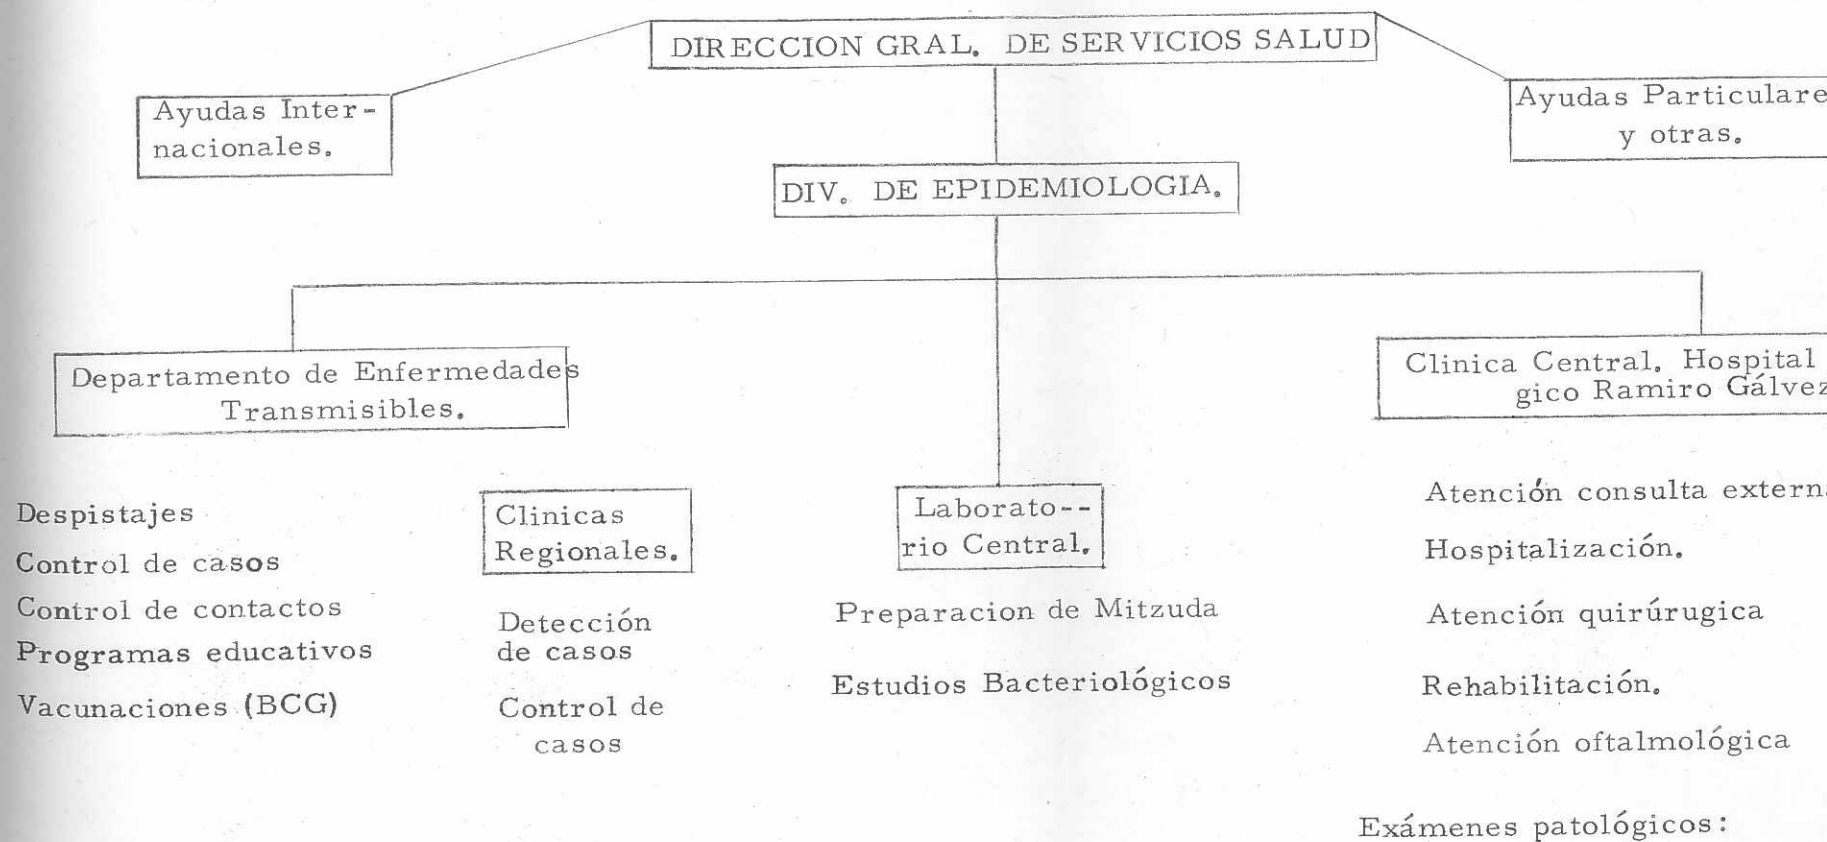 DIRECCION GRAL. DE SERVICIOS SALUD
Ayudas Inter-
nacionales.
Ayudas Particulare
y otras.
DIV. DE EPIDEMIOLOGIA.
Departamento de Enfermedades
Transmisibles.
Clinica Central. Hospital
gico Ramiro Gálvez
Despistajes
Control de casos
Control de contactos
Programas educativos
Vacunaciones (BCG)
Clinicas
Regionales.
Detección
de casos
Control de
casos
Laborato--
rio Central.
Preparacion de Mitzuda
Estudios Bacteriológicos
Atención consulta externa
Hospitalización.
Atención quirúrugica
Rehabilitación.
Atención oftalmológica
Exámenes patológicos: